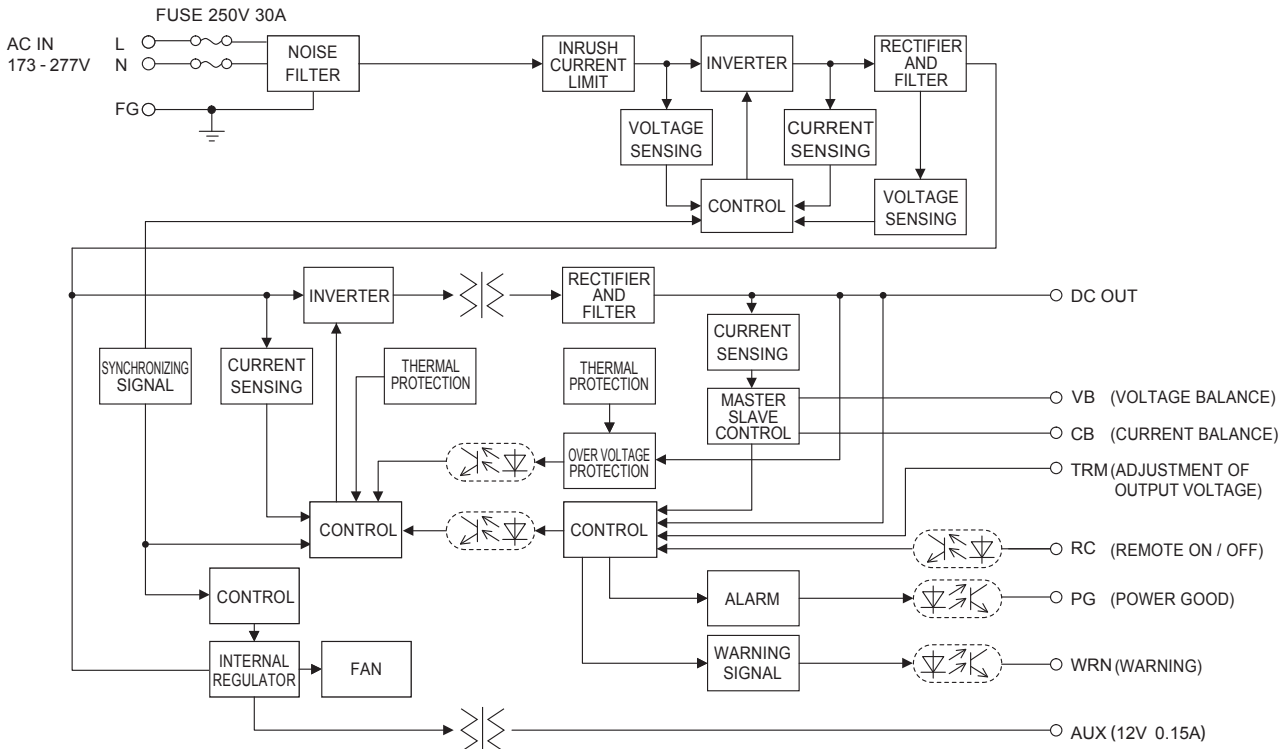 FUSE 250V 30A
AC IN
173 - 277V
L
N
FG
NOISE
FILTER
INRUSH
CURRENT
LIMIT
INVERTER
RECTIFIER
AND
FILTER
VOLTAGE
SENSING
CURRENT
SENSING
CONTROL
VOLTAGE
SENSING
INVERTER
RECTIFIER
AND
FILTER
DC OUT
SYNCHRONIZING
SIGNAL
CURRENT
SENSING
THERMAL
PROTECTION
THERMAL
PROTECTION
CURRENT
SENSING
MASTER
SLAVE
CONTROL
VB (VOLTAGE BALANCE)
CB (CURRENT BALANCE)
OVER VOLTAGE
PROTECTION
TRM (ADJUSTMENT OF
OUTPUT VOLTAGE)
CONTROL
CONTROL
RC (REMOTE ON / OFF)
CONTROL
ALARM
PG (POWER GOOD)
INTERNAL
REGULATOR
FAN
WARNING
SIGNAL
WRN (WARNING)
AUX (12V 0.15A)